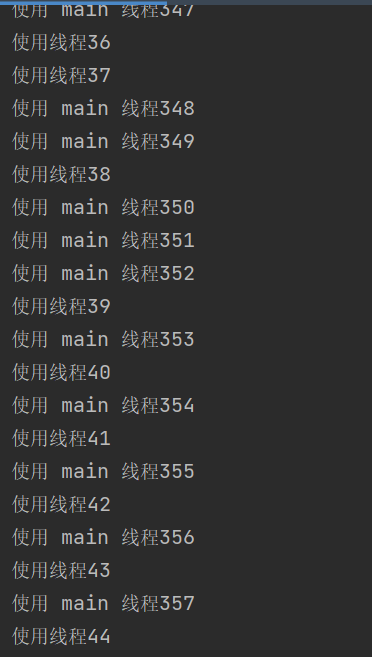 使用 main 线程347
使用线程36
使用线程37
使用 main 线程348
使用 main 线程349
使用线程38
使用 main 线程350
使用 main 线程351
使用 main 线程352
使用线程39
使用 main 线程353
使用线程40
使用 main 线程354
使用线程41
使用 main 线程355
使用线程42
使用 main 线程356
使用线程43
使用 main 线程357
使用线程44